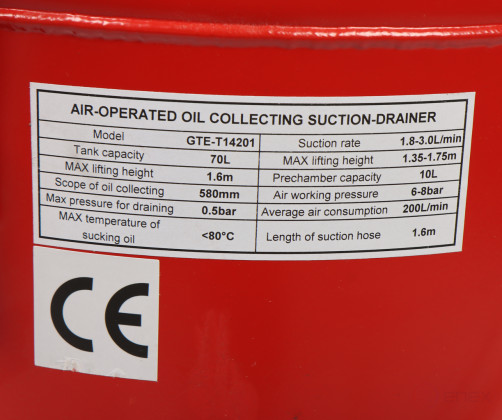 AIR-OPERATED OIL COLLECTING SUCTION-DRAINER
Model GTE-T14201 Suction rate 1.8-3.0L/min
Tank capacity 70L MAX lifting height 1.35-1.75m
MAX lifting height 1.6m Prechamber capacity 10L
Scope of oil collecting 580mm Air working pressure 6-8bar
Max pressure for draining 0.5bar Average air consumption 200L/min
MAX temperature of
sucking oil <80°C Length of suction hose 1.6m
CE